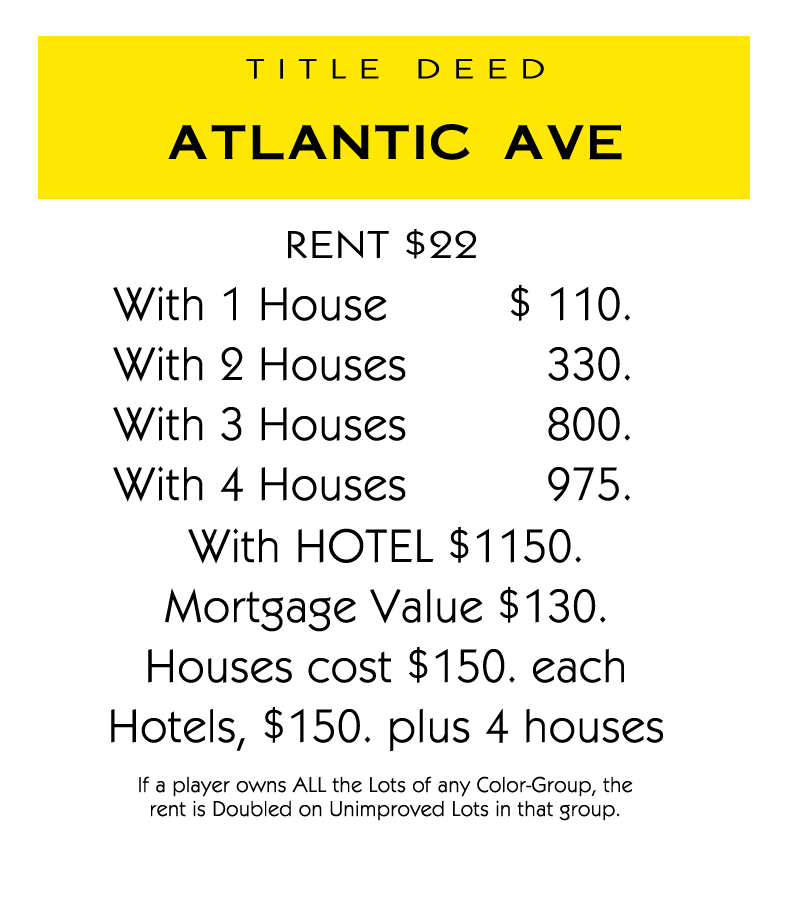 TITLE DEED
ATLANTIC AVE
RENT $22
With 1 House $ 110.
With 2 Houses 330.
With 3 Houses 800.
With 4 Houses 975.
With HOTEL $1150.
Mortgage Value $130.
Houses cost $150. each
Hotels, $150. plus 4 houses
If a player owns ALL the Lots of any Color-Group, the
rent is Doubled on Unimproved Lots in that group.